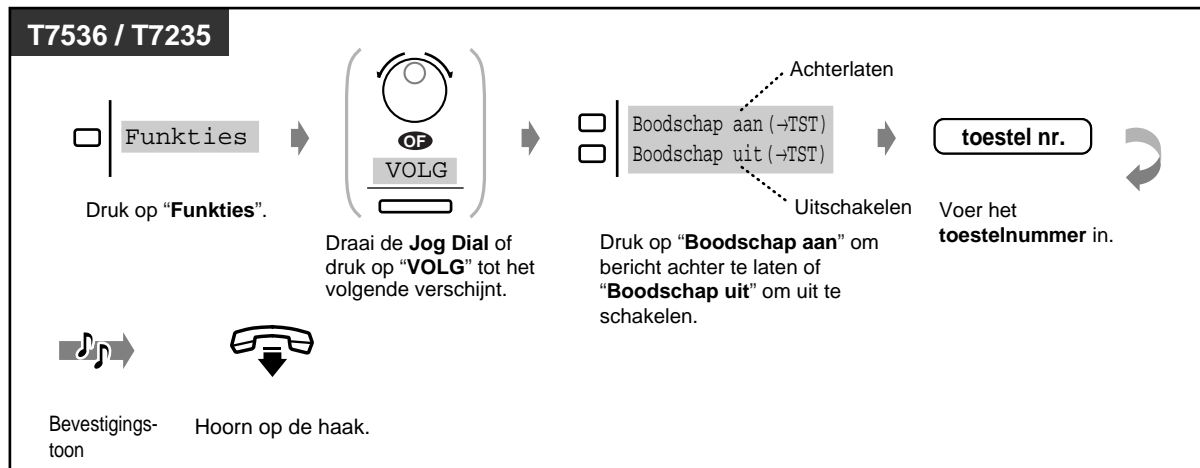 T7536 / T7235
Funkties
Druk op “Funkties”.
OF
VOLG
Draai de Jog Dial of
druk op “VOLG” tot het
volgende verschijnt.
Achterlaten
Boodschap aan (→TST)
Boodschap uit (→TST)
Uitschakelen
Druk op “Boodschap aan” om
bericht achter te laten of
“Boodschap uit” om uit te
schakelen.
toestel nr.
Voer het
toestelnummer in.
Bevestigings-
toon
Hoorn op de haak.